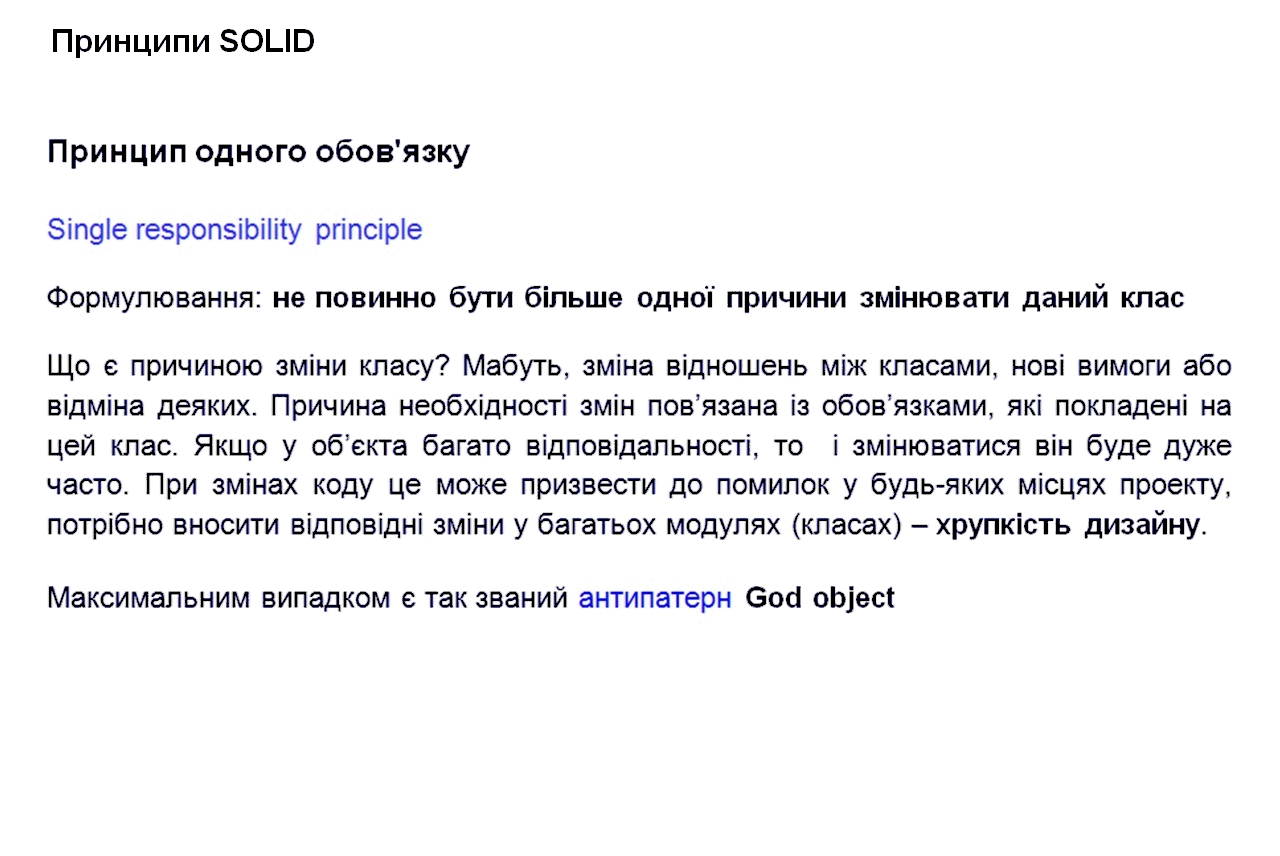 Принципи SOLID
Принцип одного обов'язку
Single responsibility principle
Формулювання: не повинно бути більше одної причини змінювати даний клас
Що є причиною зміни класу? Мабуть, зміна відношень між класами, нові вимоги або
відміна деяких. Причина необхідності змін пов’язана із обов’язками, які покладені на
цей клас. Якщо у об’єкта багато відповідальності, то і змінюватися він буде дуже
часто. При змінах коду це може призвести до помилок у будь-яких місцях проекту,
потрібно вносити відповідні зміни у багатьох модулях (класах) – хрупкість дизайну.
Максимальним випадком є так званий антипатерн God object